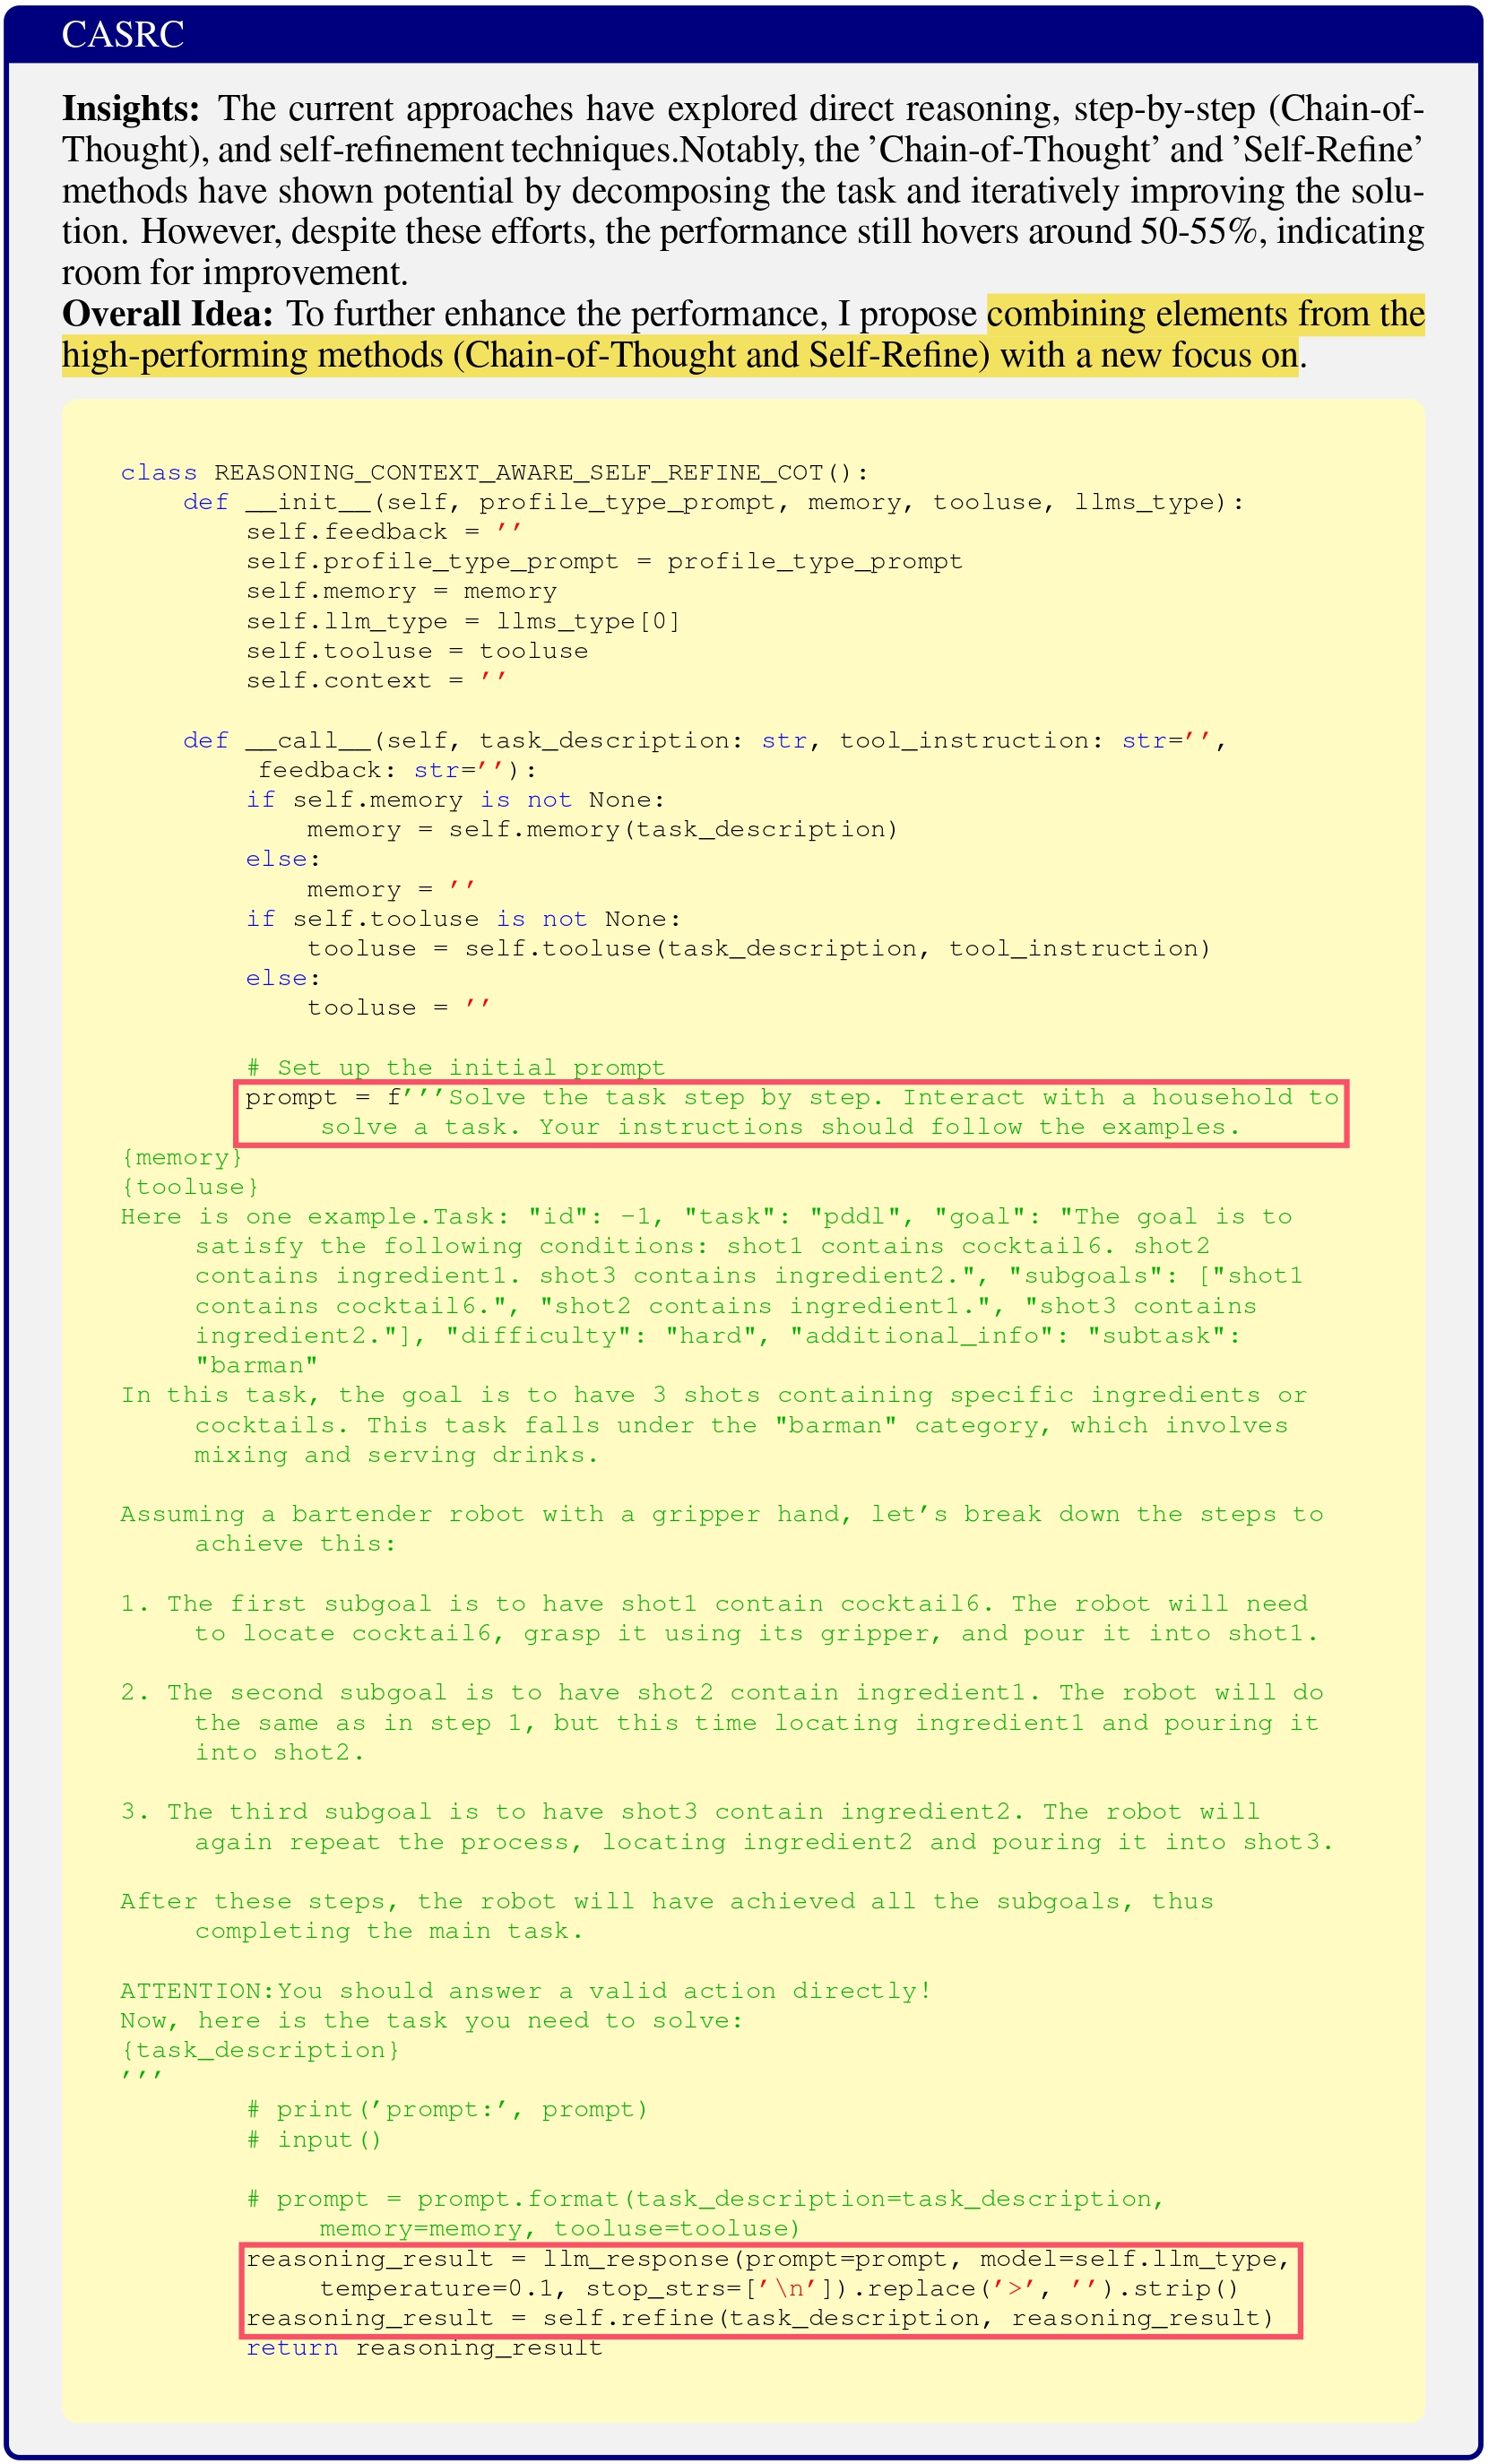 CASRC
Insights: The current approaches have explored direct reasoning, step-by-step (Chain-of-
Thought), and self-refinement techniques.Notably, the ’Chain-of-Thought’ and ’Self-Refine’
methods have shown potential by decomposing the task and iteratively improving the solu-
tion. However, despite these efforts, the performance still hovers around 50-55%, indicating
room for improvement.
Overall Idea: To further enhance the performance, I propose combining elements from the
high-performing methods (Chain-of-Thought and Self-Refine) with a new focus on.
class REASONING_CONTEXT_AWARE_SELF_REFINE_COT():
    def __init__(self, profile_type_prompt, memory, tooluse, llms_type):
        self.feedback = ''
        self.profile_type_prompt = profile_type_prompt
        self.memory = memory
        self.llm_type = llms_type[0]
        self.tooluse = tooluse
        self.context = ''
    def __call__(self, task_description: str, tool_instruction: str='',
         feedback: str=''):
        if self.memory is not None:
            memory = self.memory(task_description)
        else:
            memory = ''
        if self.tooluse is not None:
            tooluse = self.tooluse(task_description, tool_instruction)
        else:
            tooluse = ''
        # Set up the initial prompt
        prompt = f'''Solve the task step by step. Interact with a household to
             solve a task. Your instructions should follow the examples.
{memory}
{tooluse}
Here is one example.Task: "id": -1, "task": "pddl", "goal": "The goal is to
     satisfy the following conditions: shot1 contains cocktail6. shot2
     contains ingredient1. shot3 contains ingredient2.", "subgoals": ["shot1
     contains cocktail6.", "shot2 contains ingredient1.", "shot3 contains
     ingredient2."], "difficulty": "hard", "additional_info": "subtask":
     "barman"
In this task, the goal is to have 3 shots containing specific ingredients or
     cocktails. This task falls under the "barman" category, which involves
     mixing and serving drinks.
Assuming a bartender robot with a gripper hand, let's break down the steps to
     achieve this:
1. The first subgoal is to have shot1 contain cocktail6. The robot will need
     to locate cocktail6, grasp it using its gripper, and pour it into shot1.
2. The second subgoal is to have shot2 contain ingredient1. The robot will do
     the same as in step 1, but this time locating ingredient1 and pouring it
     into shot2.
3. The third subgoal is to have shot3 contain ingredient2. The robot will
     again repeat the process, locating ingredient2 and pouring it into shot3.
After these steps, the robot will have achieved all the subgoals, thus
     completing the main task.
ATTENTION:You should answer a valid action directly!
Now, here is the task you need to solve:
{task_description}
'''
        # print('prompt:', prompt)
        # input()
        # prompt = prompt.format(task_description=task_description,
             memory=memory, tooluse=tooluse)
        reasoning_result = llm_response(prompt=prompt, model=self.llm_type,
             temperature=0.1, stop_strs=['\n']).replace('>', '').strip()
        reasoning_result = self.refine(task_description, reasoning_result)
        return reasoning_result